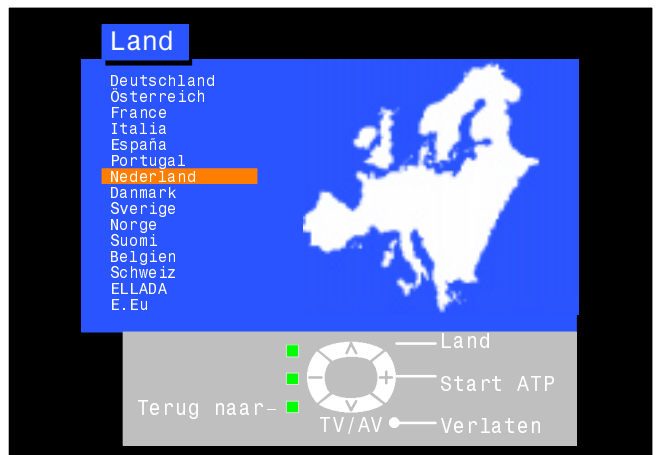 Land
Deutschland
Österreich
France
Italia
España
Portugal
Nederland
Danmark
Sverige
Norge
Suomi
Belgien
Schweiz
ELLADA
E.Eu
Land
Start ATP
Terug naar
TV/AV
Verlaten